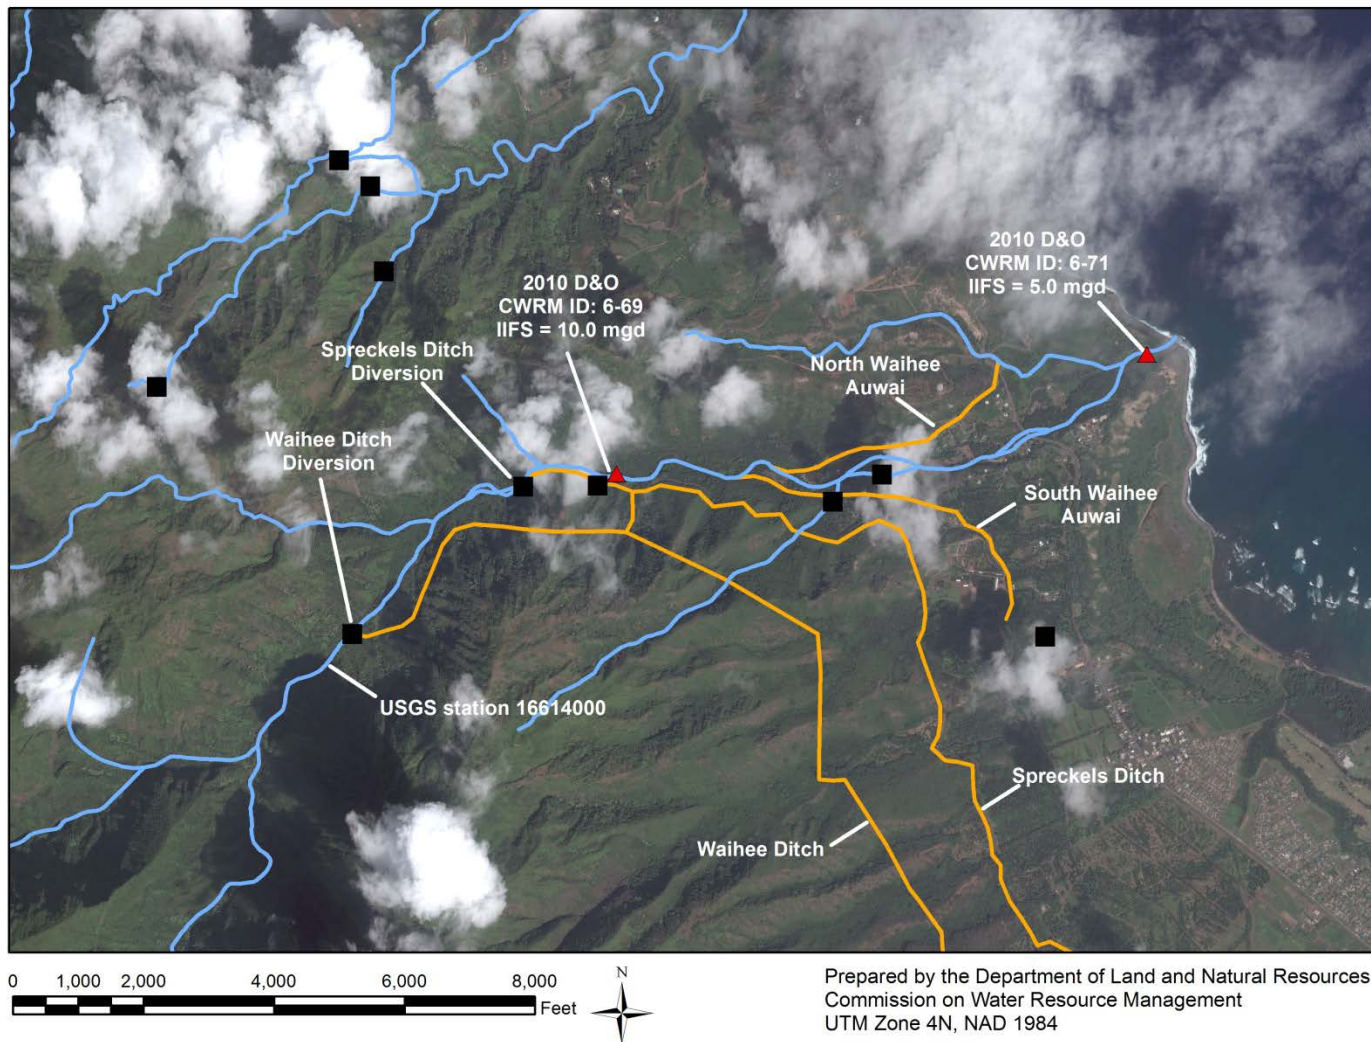 2010 D&O
CWRM ID: 6-71
IIFS = 5.0 mgd
2010 D&O
CWRM ID: 6-69
IIFS = 10.0 mgd
Spreckels Ditch
Diversion
North Waihee
Auwai
Waihee Ditch
Diversion
South Waihee
Auwai
USGS station 16614000
Spreckels Ditch
Waihee Ditch
0 1,000 2,000 4,000 6,000 8,000
Feet
N
Prepared by the Department of Land and Natural Resources
Commission on Water Resource Management
UTM Zone 4N, NAD 1984